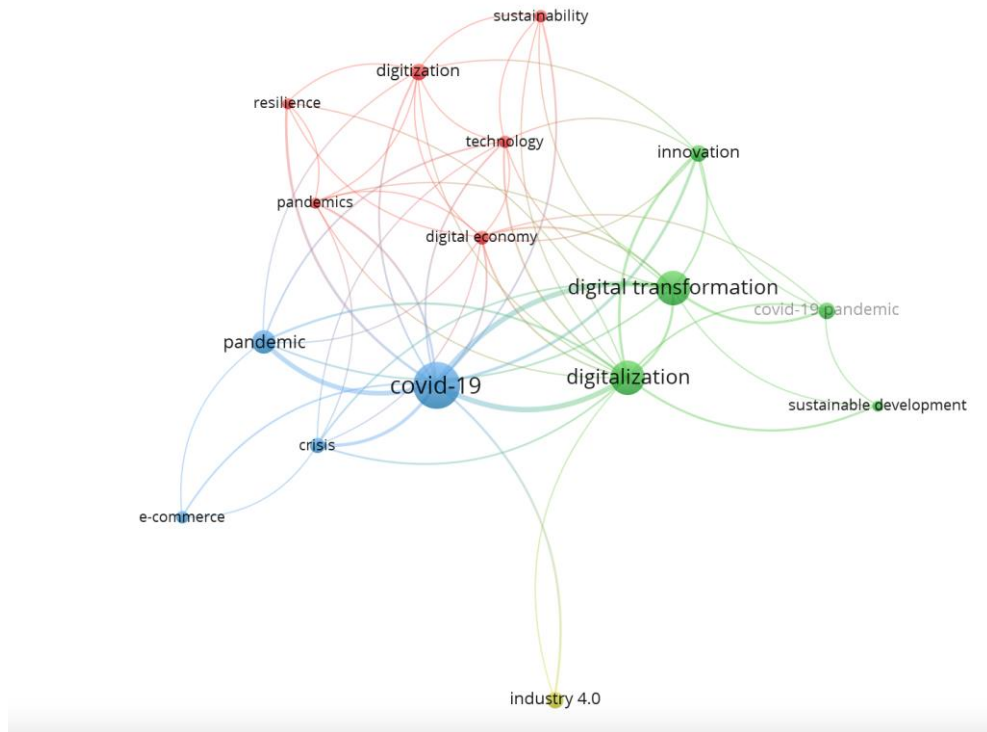 sustainability
digitization
resilience
technology
innovation
pandemics
digital economy
digital transformation
covid-19 pandemic
pandemic
covid-19
digitalization
sustainable development
crisis
e-commerce
industry 4.0